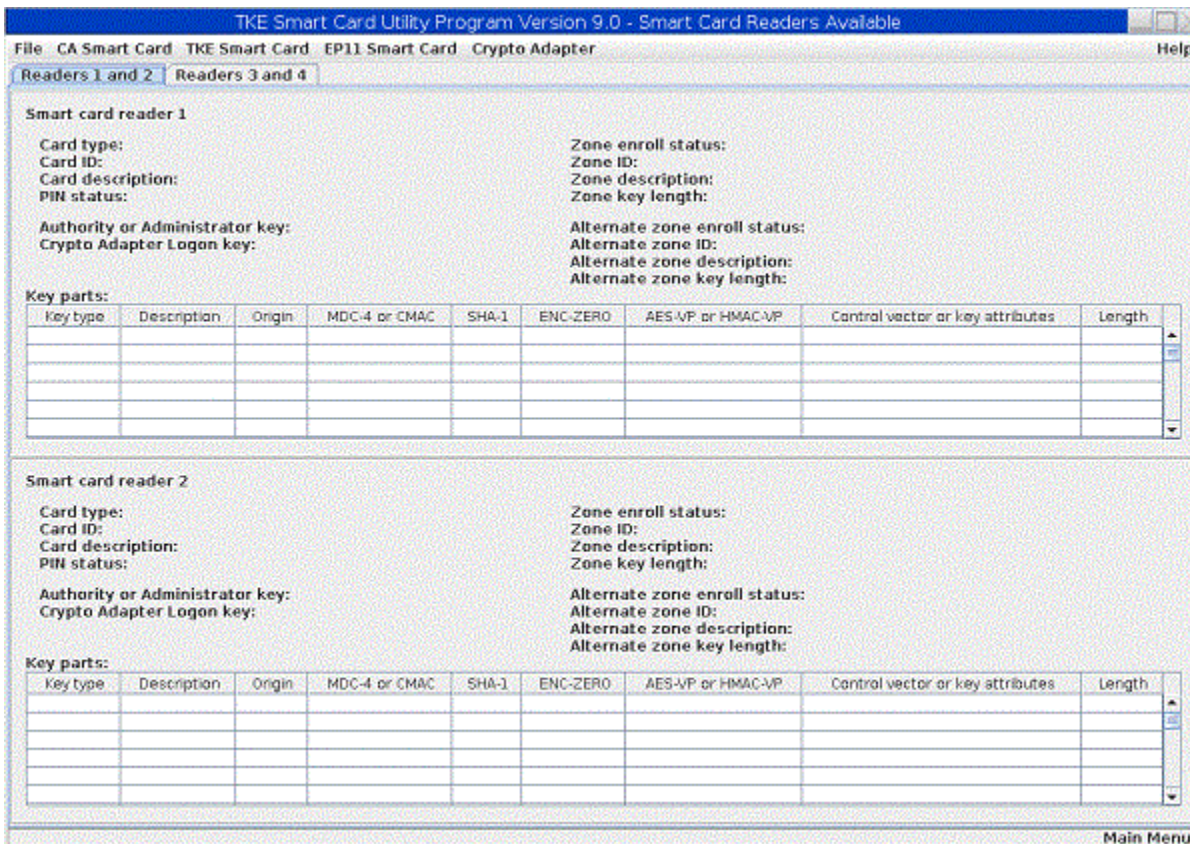 TKE Smart Card Utility Program Version 9.0 - Smart Card Readers Available
File CA Smart Card TKE Smart Card EP11 Smart Card Crypto Adapter Help
Readers 1 and 2 Readers 3 and 4
Smart card reader 1
Card type: Zone enroll status:
Card ID: Zone ID:
Card description: Zone description:
PIN status: Zone key length:
Authority or Administrator key: Alternate zone enroll status:
Crypto Adapter Logon key: Alternate zone ID:
Alternate zone description:
Alternate zone key length:
Key parts:
Key type Description Origin MDC-4 or CMAC SHA-1 ENC-ZERO AES-VP or HMAC-VP Control vector or key attributes Length
Smart card reader 2
Card type: Zone enroll status:
Card ID: Zone ID:
Card description: Zone description:
PIN status: Zone key length:
Authority or Administrator key: Alternate zone enroll status:
Crypto Adapter Logon key: Alternate zone ID:
Alternate zone description:
Alternate zone key length:
Key parts:
Key type Description Origin MDC-4 or CMAC SHA-1 ENC-ZERO AES-VP or HMAC-VP Control vector or key attributes Length
Main Menu